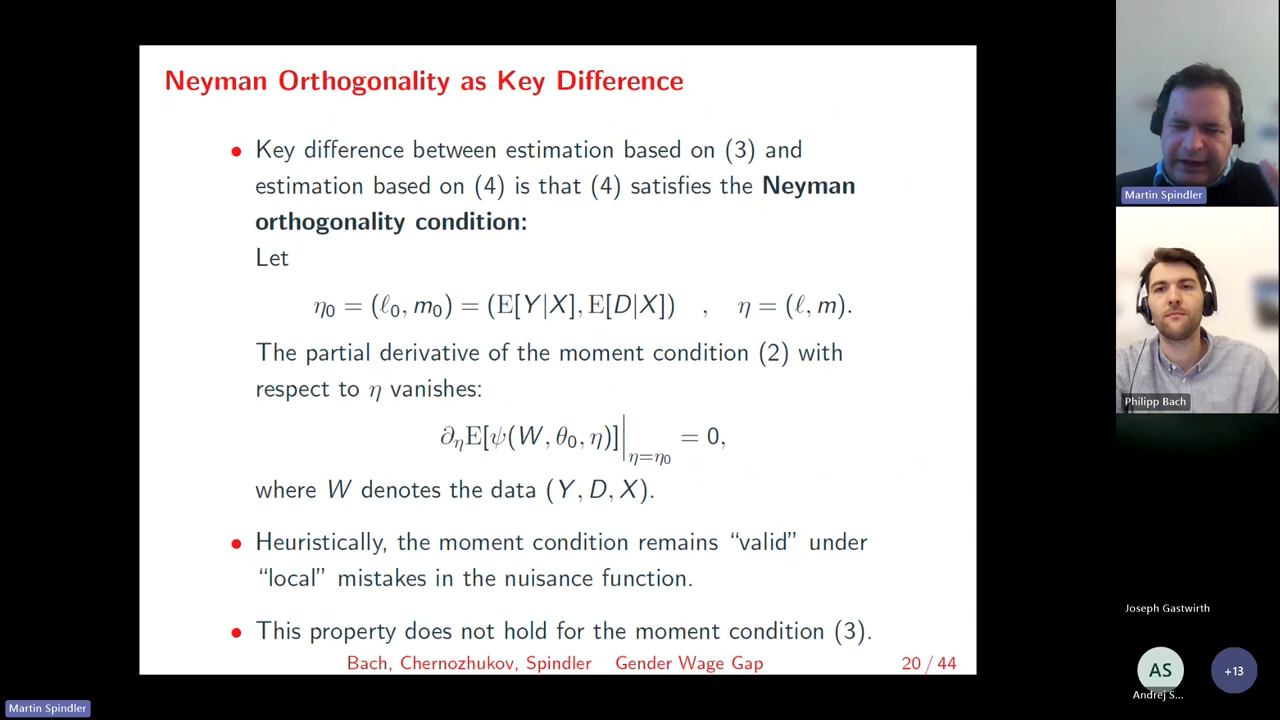 Neyman Orthogonality as Key Difference
• Key difference between estimation based on (3) and
estimation based on (4) is that (4) satisfies the Neyman
orthogonality condition:
Let
η₀ = (ℓ₀, m₀) = (E[Y|X], E[D|X]) , η = (ℓ, m).
The partial derivative of the moment condition (2) with
respect to η vanishes:
∂_η E[ψ(W, θ₀, η)]|_{η=η₀} = 0,
where W denotes the data (Y, D, X).
• Heuristically, the moment condition remains “valid” under
“local” mistakes in the nuisance function.
• This property does not hold for the moment condition (3).
Bach, Chernozhukov, Spindler Gender Wage Gap 20 / 44
Martin Spindler
Philipp Bach
Joseph Gastwirth
AS
+13
Andrej S...
Martin Spindler